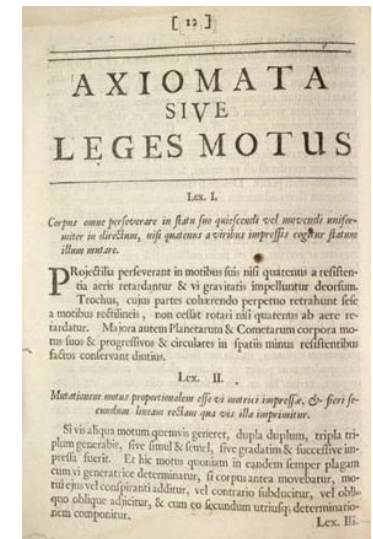 [ 12 ]
AXIOMATA
SIVE
LEGES MOTUS
Lex. I.
Corpus omne perseverare in statu suo quiescendi vel movendi unifor-
miter in directum, nisi quatenus a viribus impressis cogitur statum
illum mutare.
PRojectilia perseverant in motibus suis nisi quatenus a resisten-
tia aeris retardantur & vi gravitatis impelluntur deorsum.
Trochus, cujus partes cohærendo perpetuo retrahunt sese
a motibus rectilineis, non cessat rotari nisi quatenus ab aere re-
tardatur. Majora autem Planetarum & Cometarum corpora mo-
tus suos & progressivos & circulares in spatiis minus resistentibus
factos conservant diutius.
Lex. II.
Mutationem motus proportionalem esse vi motrici impressæ, & fieri se-
cundum lineam rectam qua vis illa imprimitur.
Si vis aliqua motum quemvis generet, dupla duplum, tripla tri-
plum generabit, sive simul & semel, sive gradatim & successive im-
pressa fuerit. Et hic motus quoniam in eandem semper plagam
cum vi generatrice determinatur, si corpus antea movebatur, mo-
tui ejus vel conspiranti additur, vel contrario subducitur, vel obli-
quo oblique adjicitur, & cum eo secundum utriusq; determinatio-
nem componitur.
Lex. III.